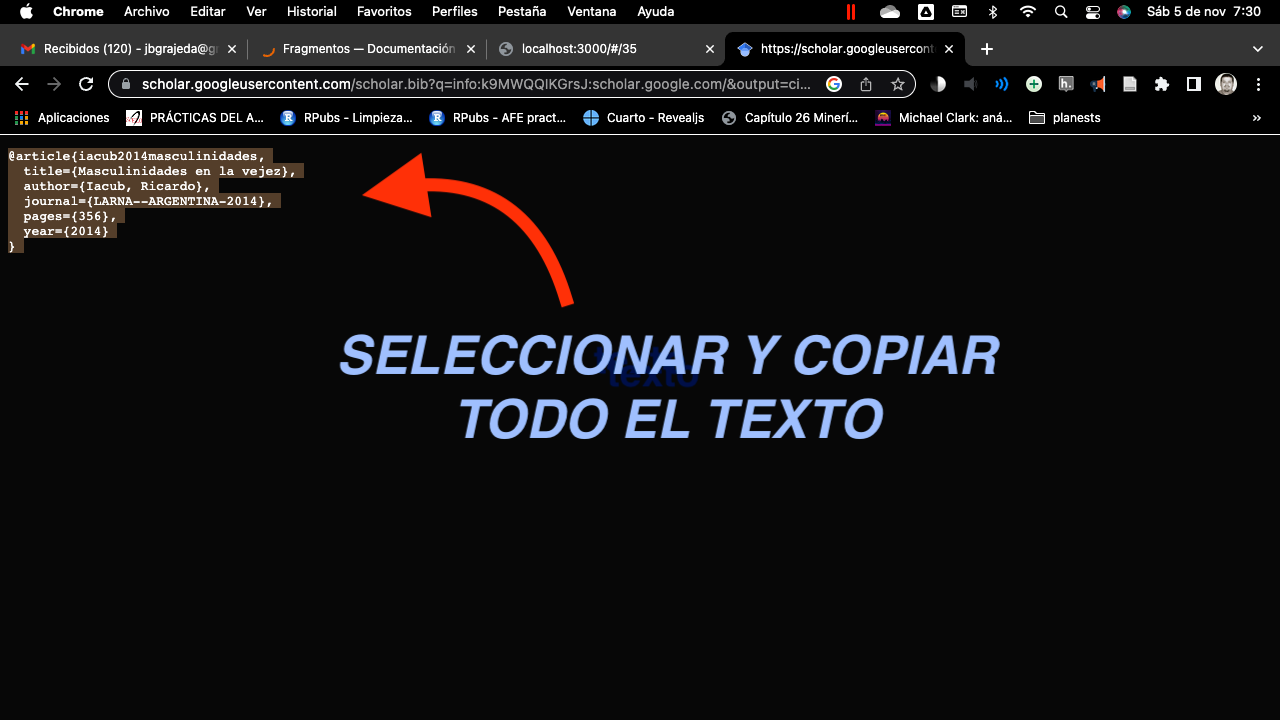 Chrome Archivo Editar Ver Historial Favoritos Perfiles Pestaña Ventana Ayuda Sáb 5 de nov 7:30
Recibidos (120) - jbgrajeda@g Fragmentos — Documentación localhost:3000/#/35 https://scholar.googleusercont
scholar.googleusercontent.com/scholar.bib?q=info:k9MWQQIKGrsJ:scholar.google.com/&output=ci...
Aplicaciones PRÁCTICAS DEL A... RPubs - Limpieza... RPubs - AFE pract... Cuarto - Revealjs Capítulo 26 Minerí... Michael Clark: aná... planests »
@article{iacub2014masculinidades,
title={Masculinidades en la vejez},
author={Iacub, Ricardo},
journal={LARNA--ARGENTINA-2014},
pages={356},
year={2014}
}
SELECCIONAR Y COPIAR
texto
TODO EL TEXTO